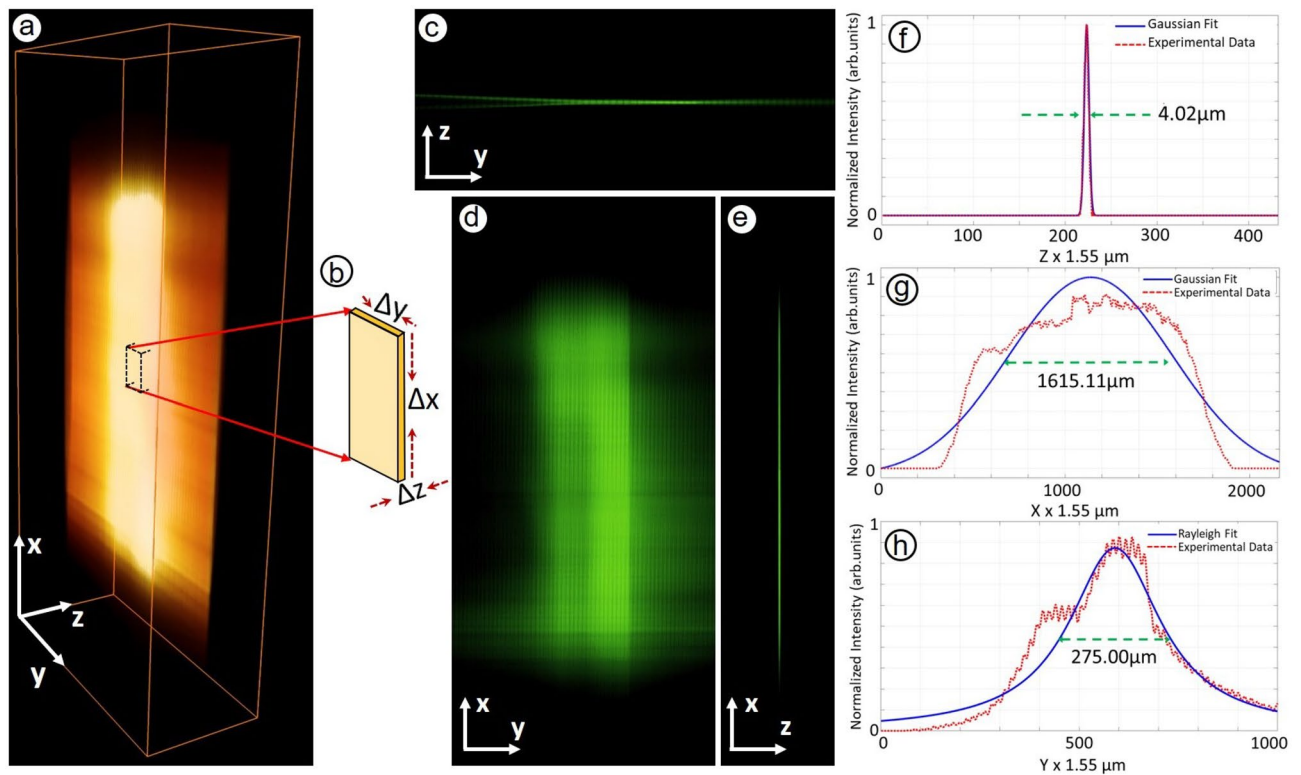 a
x
z
y
b
Δy
Δx
Δz
c
z
y
d
x
y
e
x
z
f
Normalized Intensity (arb.units)
1
0
Gaussian Fit
Experimental Data
4.02μm
0 100 200 300 400
Z x 1.55 μm
g
Normalized Intensity (arb.units)
1
0
Gaussian Fit
Experimental Data
1615.11μm
0 1000 2000
X x 1.55 μm
h
Normalized Intensity (arb.units)
1
0
Rayleigh Fit
Experimental Data
275.00μm
0 500 1000
Y x 1.55 μm